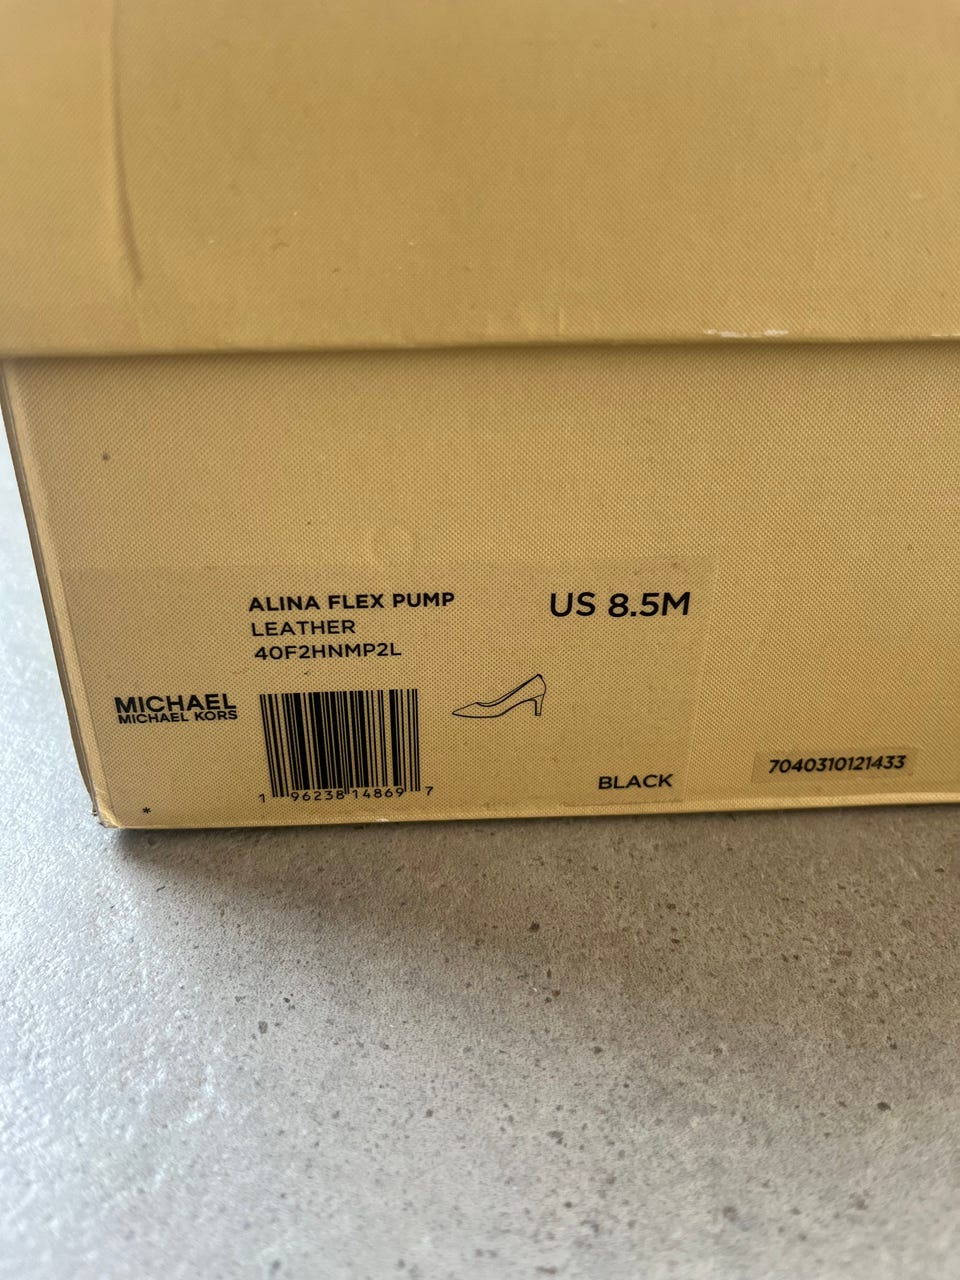 ALINA FLEX PUMP
LEATHER
40F2HNMP2L
US 8.5M
MICHAEL
MICHAEL KORS
1 96238 14869 7
BLACK
7040310121433
*